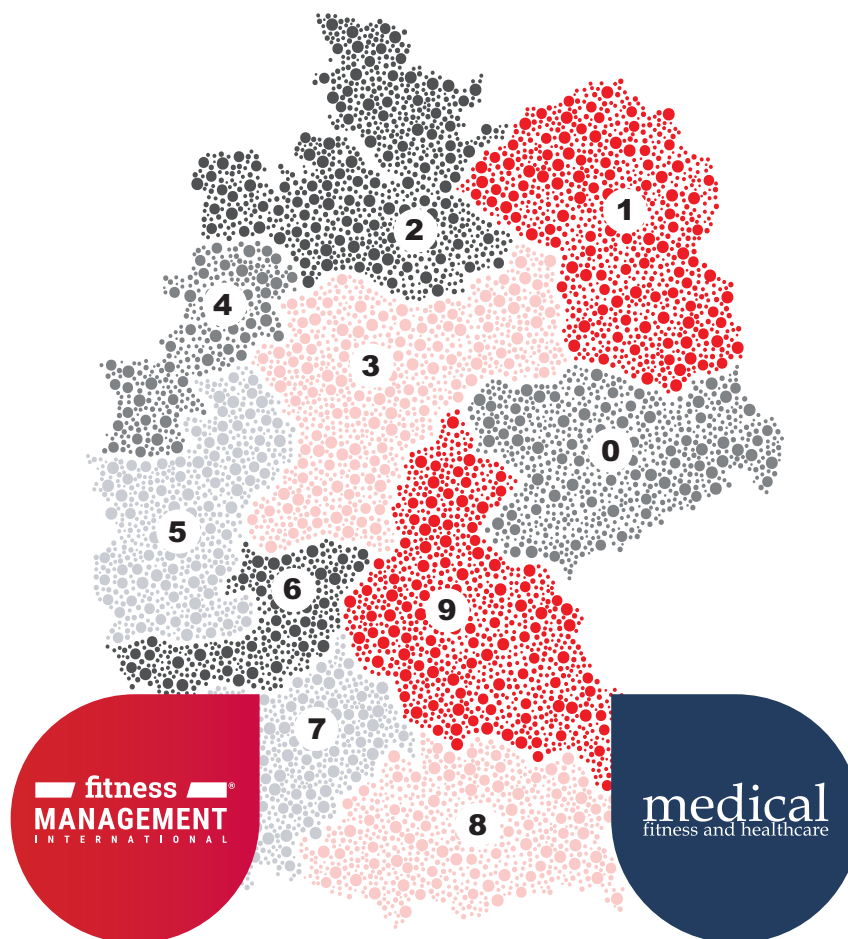 1
2
4
3
0
5
6
9
7
8
fitness ®
MANAGEMENT
INTERNATIONAL
medical
fitness and healthcare